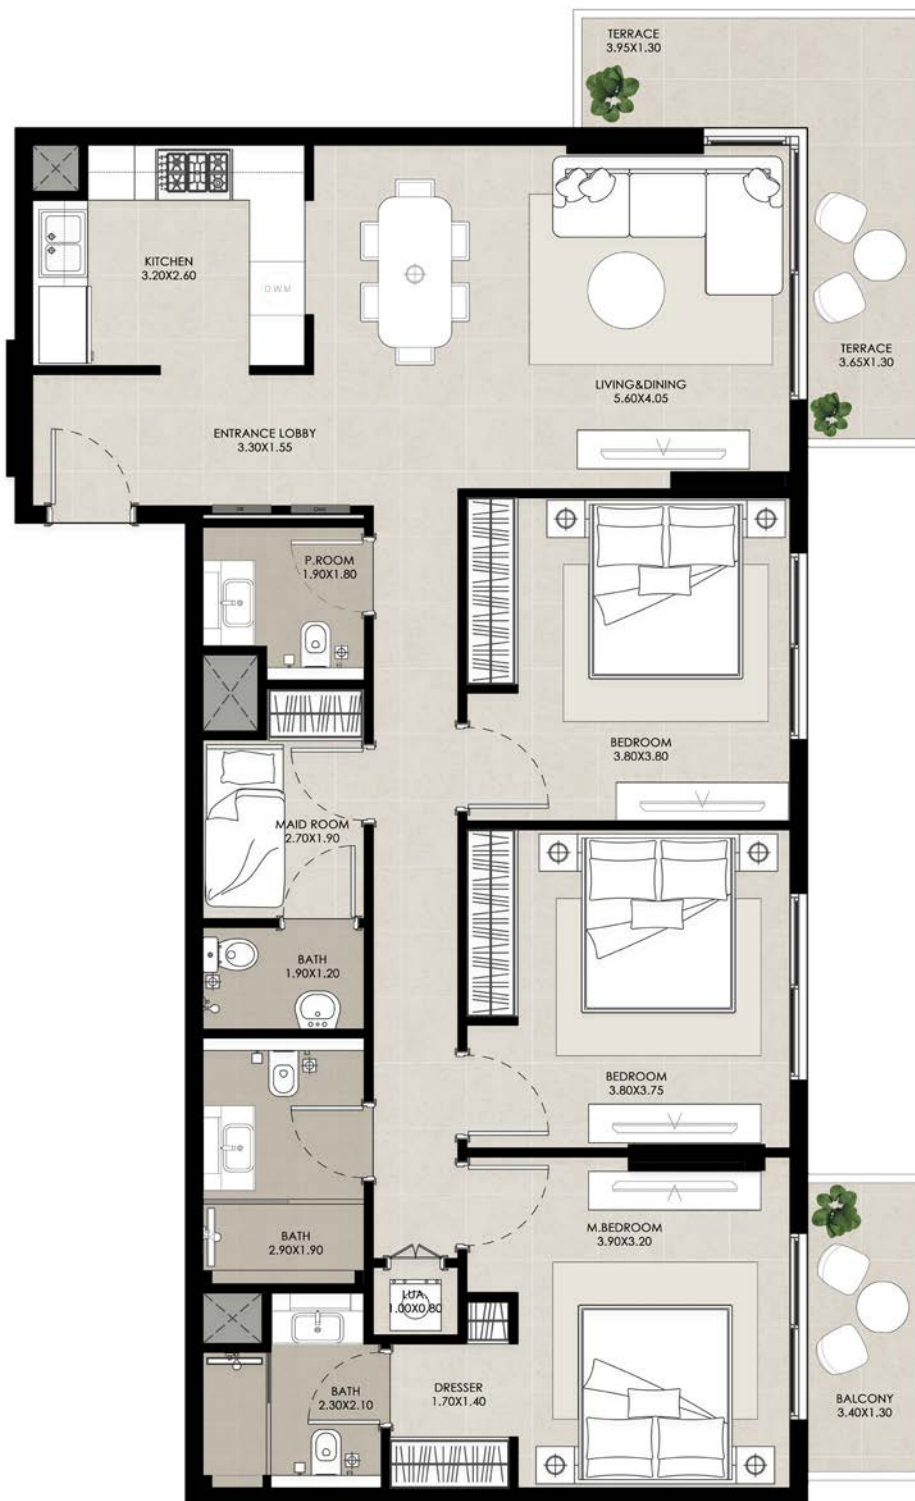 TERRACE
3.95X1.30
KITCHEN
3.20X2.60
D.W.M
TERRACE
3.65X1.30
LIVING&DINING
5.60X4.05
ENTRANCE LOBBY
3.30X1.55
P.ROOM
1.90X1.80
BEDROOM
3.80X3.80
MAID ROOM
2.70X1.90
BATH
1.90X1.20
BEDROOM
3.80X3.75
BATH
2.90X1.90
M.BEDROOM
3.90X3.20
LUA.
1.00X0.80
BATH
2.30X2.10
DRESSER
1.70X1.40
BALCONY
3.40X1.30